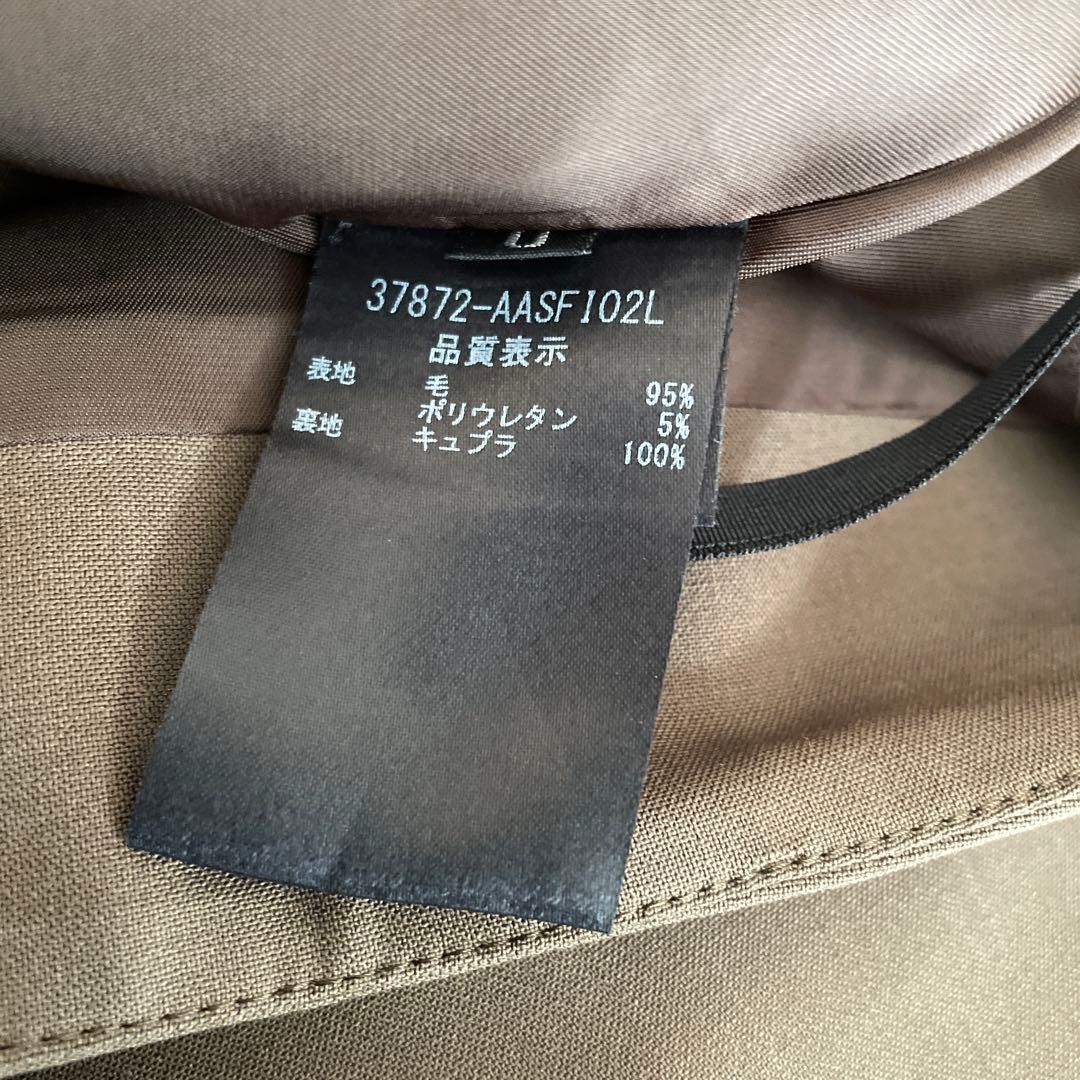 37872-AASFI02L
品質表示
表地 毛 95%
ポリウレタン 5%
裏地 キュプラ 100%